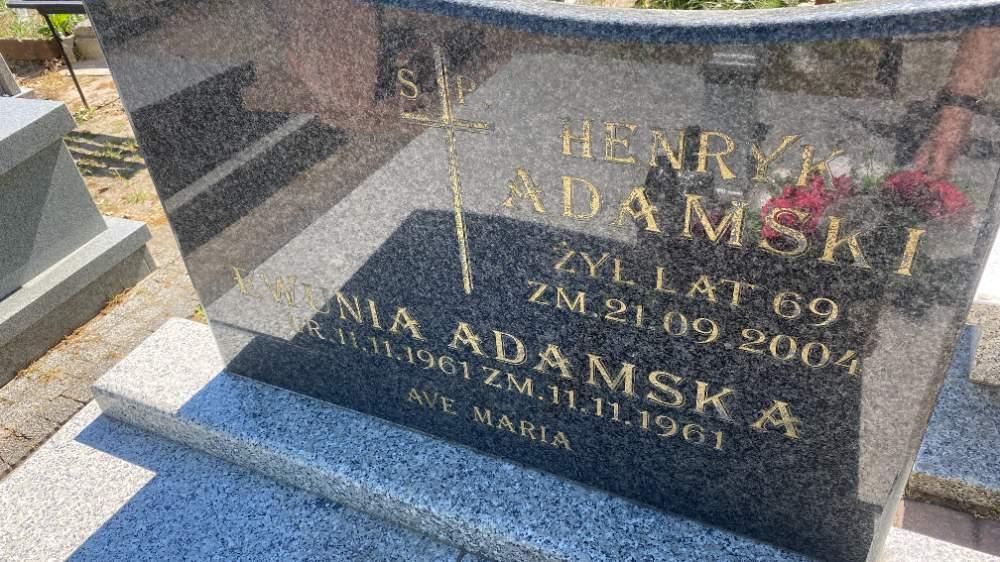 Ś. P.
HENRYK
ADAMSKI
ŻYŁ LAT 69
ZM.21.09.2004
EWUNIA ADAMSKA
UR.11.11.1961 ZM.11.11.1961
AVE MARIA